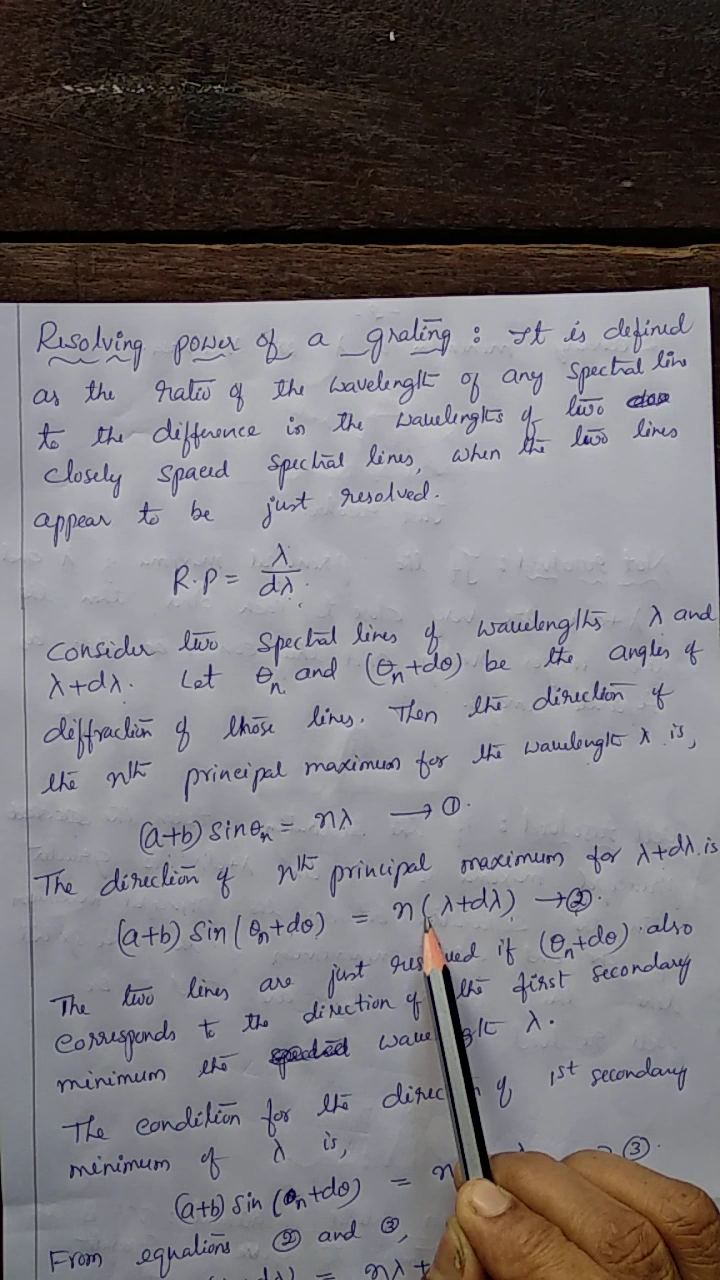 Resolving power of a grating : It is defined
as the ratio of the wavelength of any spectral line
to the difference in the wavelengths of two
closely spaced spectral lines, when the two lines
appear to be just resolved.
R.P = λ/dλ.
Consider two spectral lines of wavelengths λ and
λ+dλ. Let θₙ and (θₙ+dθ) be the angles of
diffraction of those lines. Then the direction of
the nth principal maximum for the wavelength λ is,
(a+b) sinθₙ = nλ → ①.
The direction of nth principal maximum for λ+dλ is
(a+b) sin(θₙ+dθ) = n(λ+dλ) → ②.
The two lines are just resolved if (θₙ+dθ) also
corresponds to the direction of the first secondary
minimum the wavelength λ.
The condition for the direction of 1st secondary
minimum of λ is,
(a+b) sin (θₙ+dθ) = n ③.
From equations ② and ③,
= nλ +